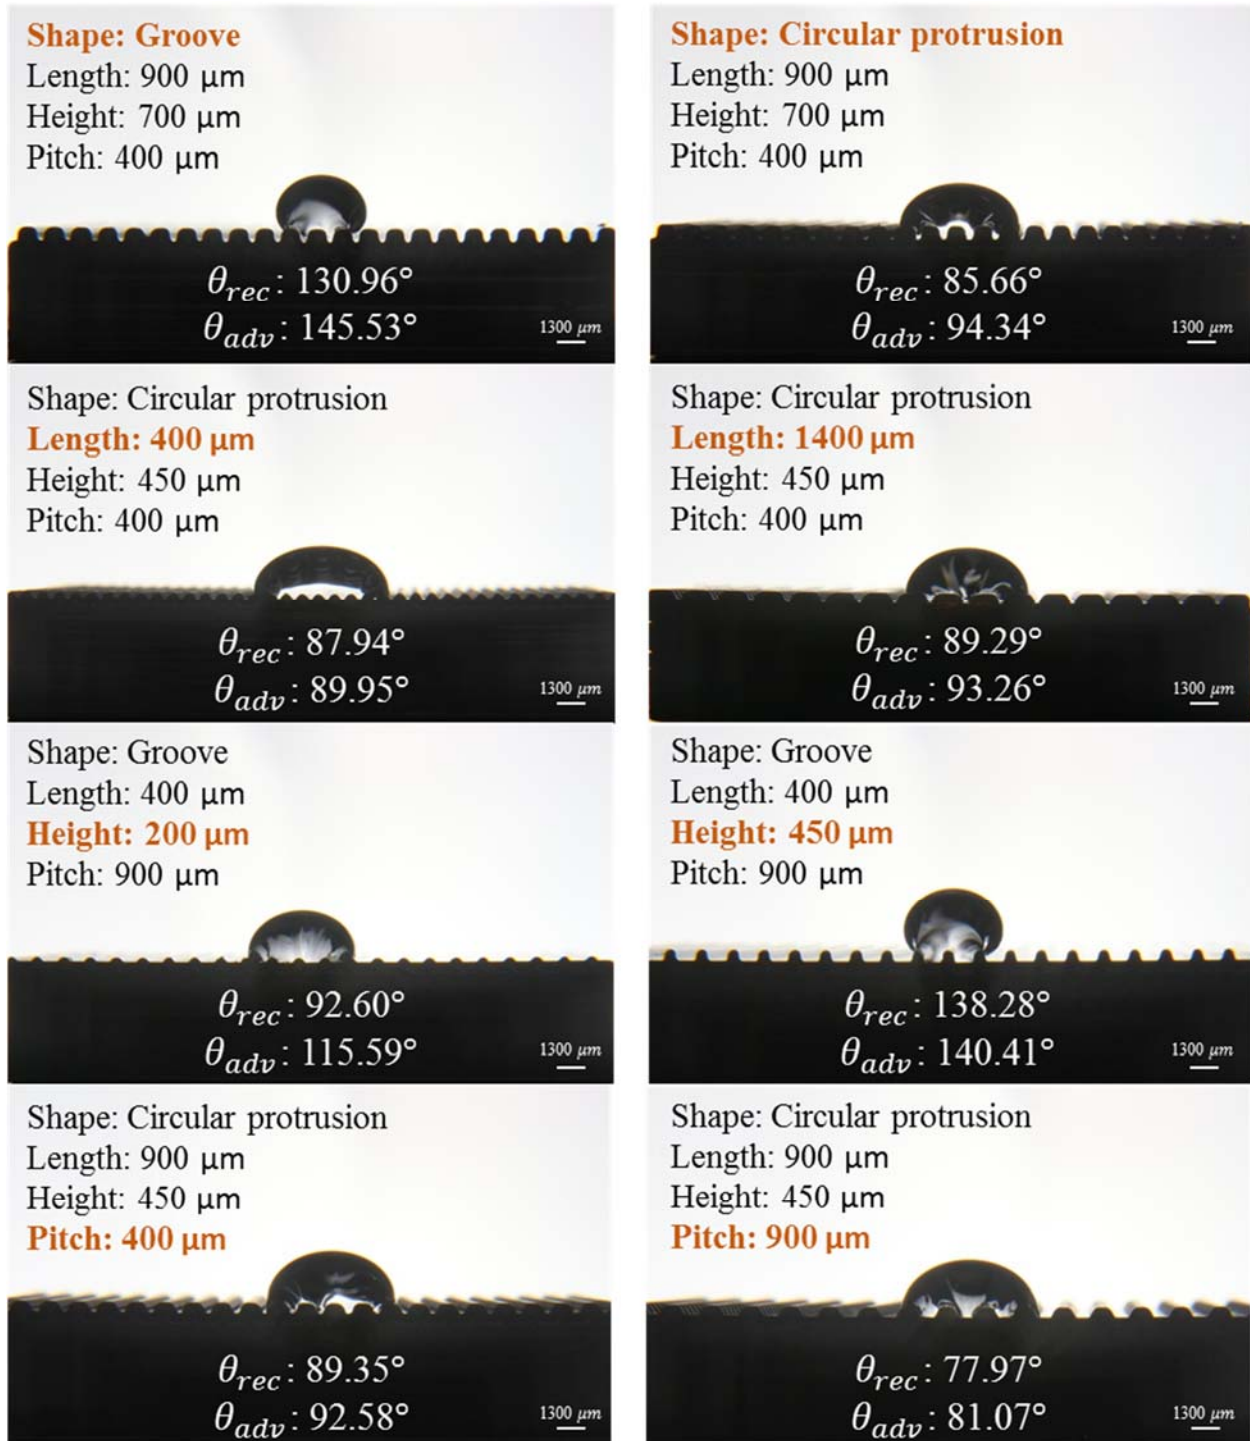 Shape: Groove
Length: 900 μm
Height: 700 μm
Pitch: 400 μm
θrec: 130.96°
θadv: 145.53°
1300 μm
Shape: Circular protrusion
Length: 900 μm
Height: 700 μm
Pitch: 400 μm
θrec: 85.66°
θadv: 94.34°
1300 μm
Shape: Circular protrusion
Length: 400 μm
Height: 450 μm
Pitch: 400 μm
θrec: 87.94°
θadv: 89.95°
1300 μm
Shape: Circular protrusion
Length: 1400 μm
Height: 450 μm
Pitch: 400 μm
θrec: 89.29°
θadv: 93.26°
1300 μm
Shape: Groove
Length: 400 μm
Height: 200 μm
Pitch: 900 μm
θrec: 92.60°
θadv: 115.59°
1300 μm
Shape: Groove
Length: 400 μm
Height: 450 μm
Pitch: 900 μm
θrec: 138.28°
θadv: 140.41°
1300 μm
Shape: Circular protrusion
Length: 900 μm
Height: 450 μm
Pitch: 400 μm
θrec: 89.35°
θadv: 92.58°
1300 μm
Shape: Circular protrusion
Length: 900 μm
Height: 450 μm
Pitch: 900 μm
θrec: 77.97°
θadv: 81.07°
1300 μm